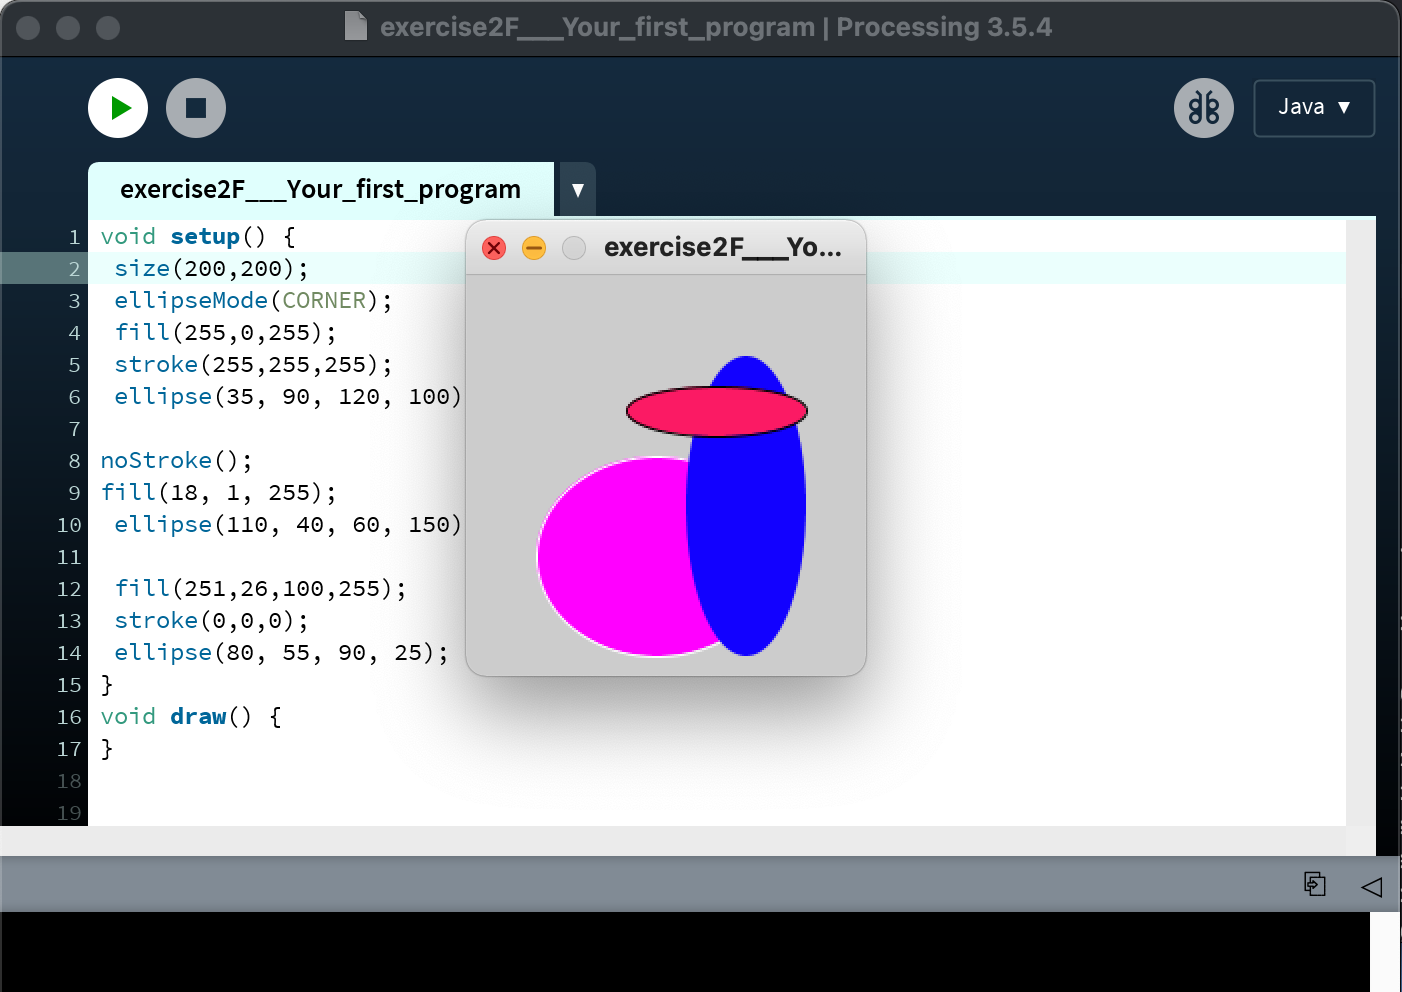 exercise2F___Your_first_program | Processing 3.5.4
Java ▼
exercise2F___Your_first_program ▼
1 void setup() {
2 size(200,200);
3 ellipseMode(CORNER);
4 fill(255,0,255);
5 stroke(255,255,255);
6 ellipse(35, 90, 120, 100)
7
8 noStroke();
9 fill(18, 1, 255);
10 ellipse(110, 40, 60, 150)
11
12 fill(251,26,100,255);
13 stroke(0,0,0);
14 ellipse(80, 55, 90, 25);
15 }
16 void draw() {
17 }
18
19
exercise2F___Yo...